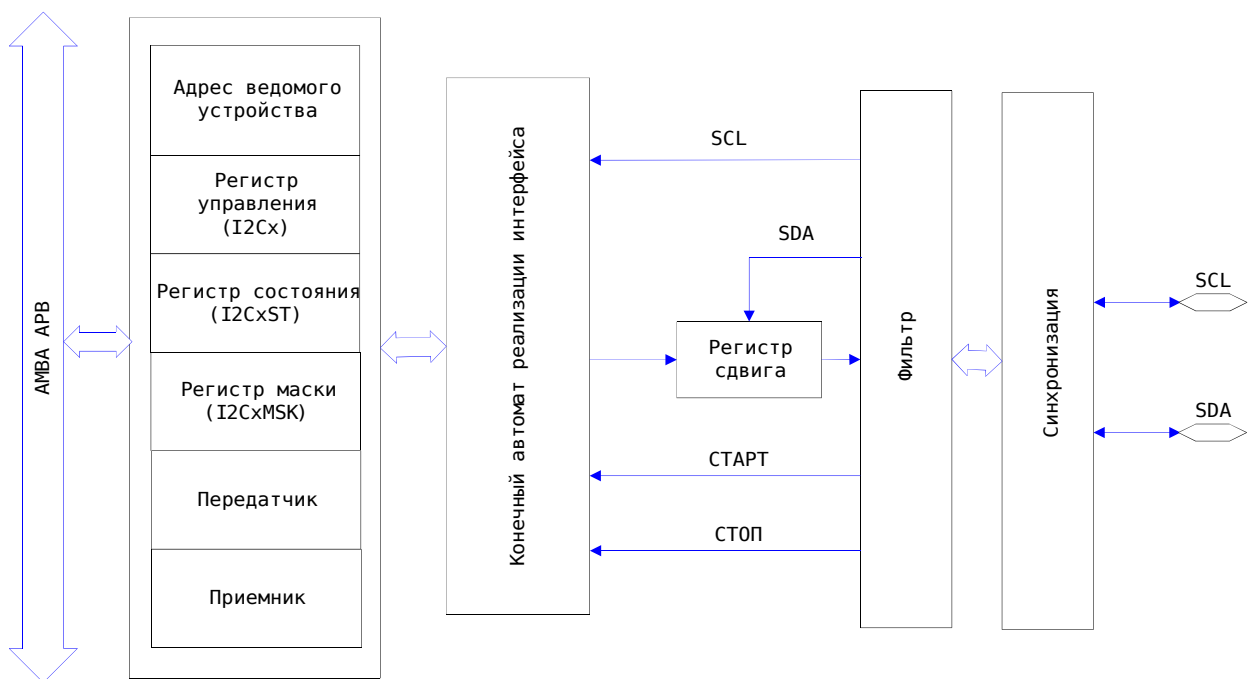 AMBA APB
Адрес ведомого
устройства
Регистр
управления
(I2Cx)
Регистр состояния
(I2CxST)
Регистр маски
(I2CxMSK)
Передатчик
Приемник
Конечный автомат реализации интерфейса
SCL
SDA
Регистр
сдвига
СТАРТ
СТОП
Фильтр
Синхронизация
SCL
SDA